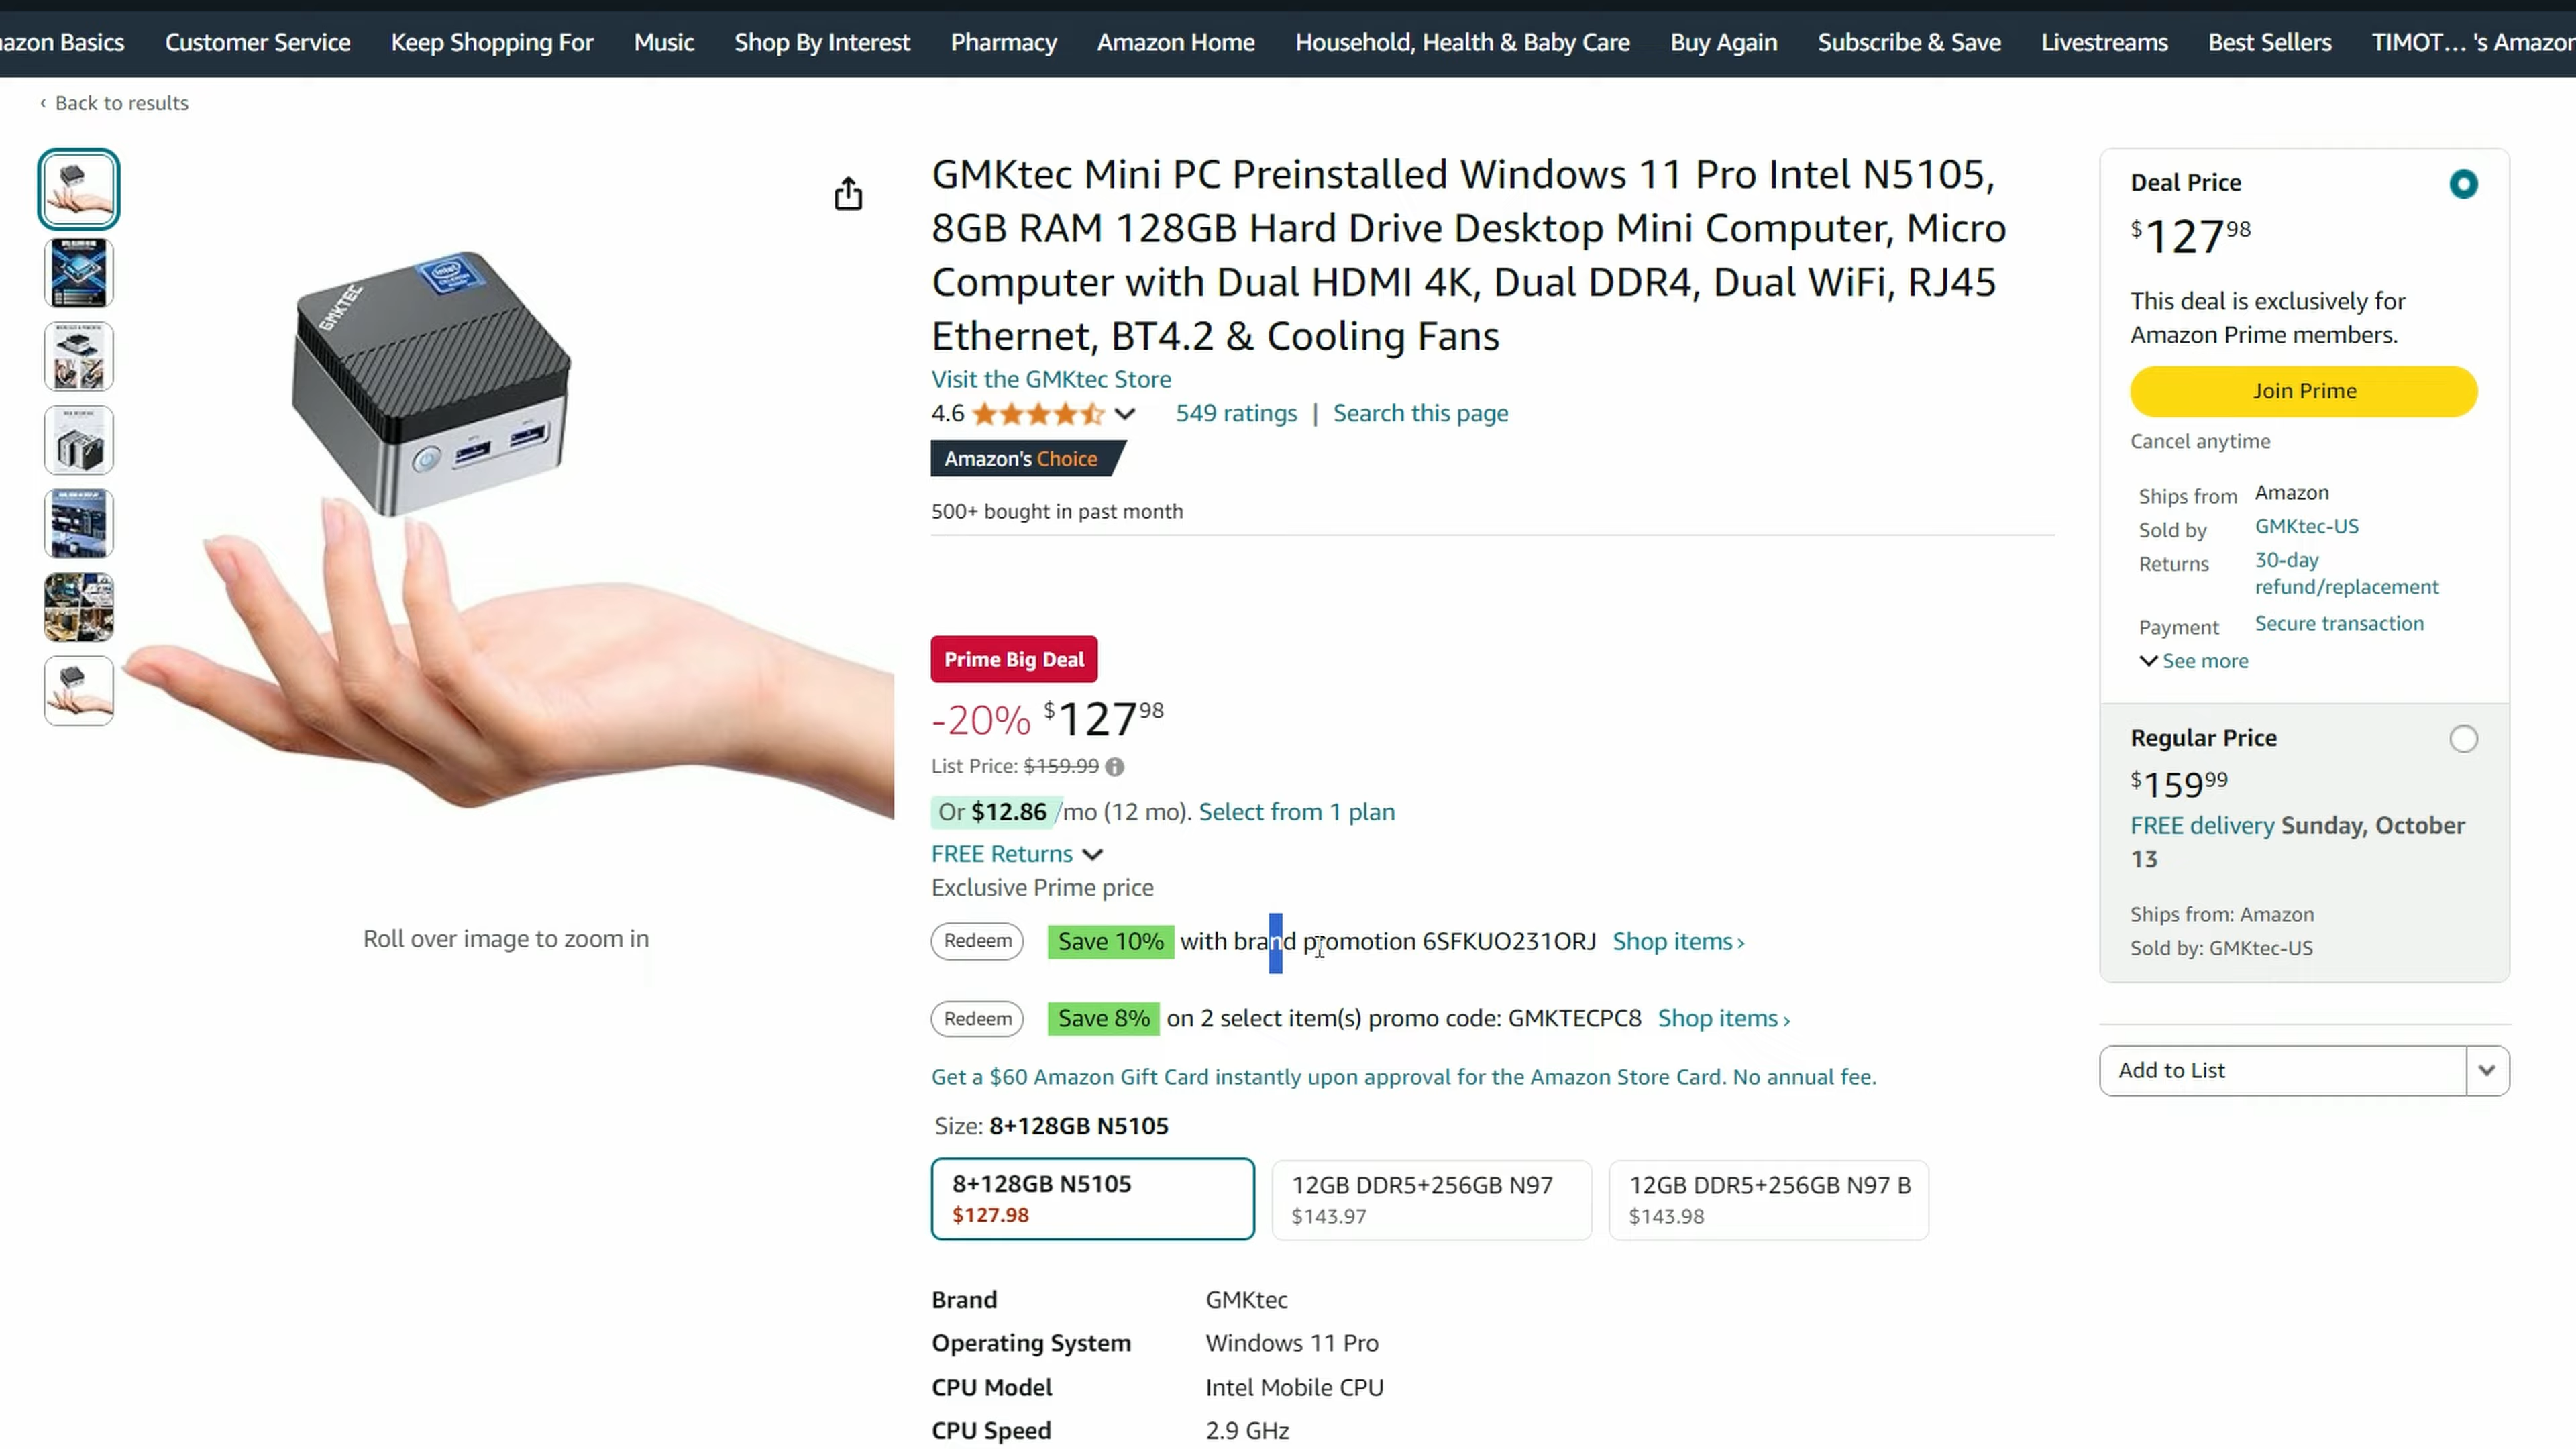 azon Basics Customer Service Keep Shopping For Music Shop By Interest Pharmacy Amazon Home Household, Health & Baby Care Buy Again Subscribe & Save Livestreams Best Sellers TIMOT... 's Amazon
‹ Back to results
GMKTEC
intel
GMKtec Mini PC Preinstalled Windows 11 Pro Intel N5105,
8GB RAM 128GB Hard Drive Desktop Mini Computer, Micro
Computer with Dual HDMI 4K, Dual DDR4, Dual WiFi, RJ45
Ethernet, BT4.2 & Cooling Fans
Visit the GMKtec Store
4.6 549 ratings | Search this page
Amazon's Choice
500+ bought in past month
Prime Big Deal
-20% $127 98
List Price: $159.99
Or $12.86 /mo (12 mo). Select from 1 plan
FREE Returns
Exclusive Prime price
Redeem Save 10% with brand promotion 6SFKUO231ORJ Shop items ›
Redeem Save 8% on 2 select item(s) promo code: GMKTECPC8 Shop items ›
Get a $60 Amazon Gift Card instantly upon approval for the Amazon Store Card. No annual fee.
Size: 8+128GB N5105
8+128GB N5105
$127.98
12GB DDR5+256GB N97
$143.97
12GB DDR5+256GB N97 B
$143.98
Brand GMKtec
Operating System Windows 11 Pro
CPU Model Intel Mobile CPU
CPU Speed 2.9 GHz
Roll over image to zoom in
Deal Price
$127 98
This deal is exclusively for
Amazon Prime members.
Join Prime
Cancel anytime
Ships from Amazon
Sold by GMKtec-US
Returns 30-day
refund/replacement
Payment Secure transaction
See more
Regular Price
$159 99
FREE delivery Sunday, October
13
Ships from: Amazon
Sold by: GMKtec-US
Add to List